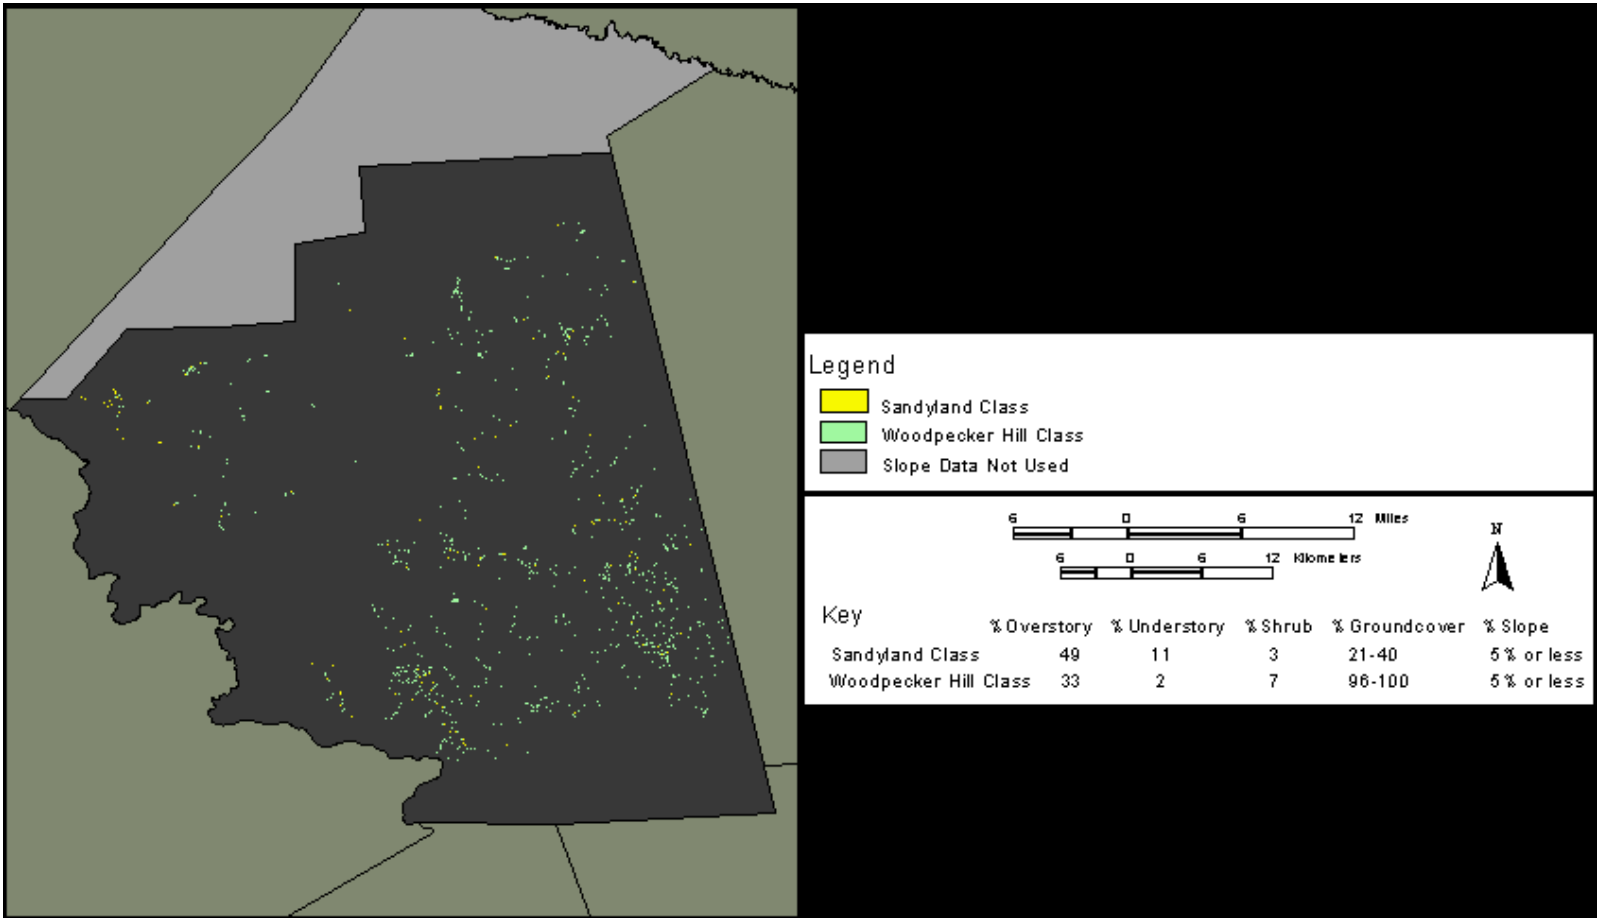 Legend
Sandyland Class
Woodpecker Hill Class
Slope Data Not Used
6 0 6 12 Miles
6 0 6 12 Kilometers
N
Key
% Overstory % Understory % Shrub % Groundcover % Slope
Sandyland Class 49 11 3 21-40 5 % or less
Woodpecker Hill Class 33 2 7 96-100 5 % or less